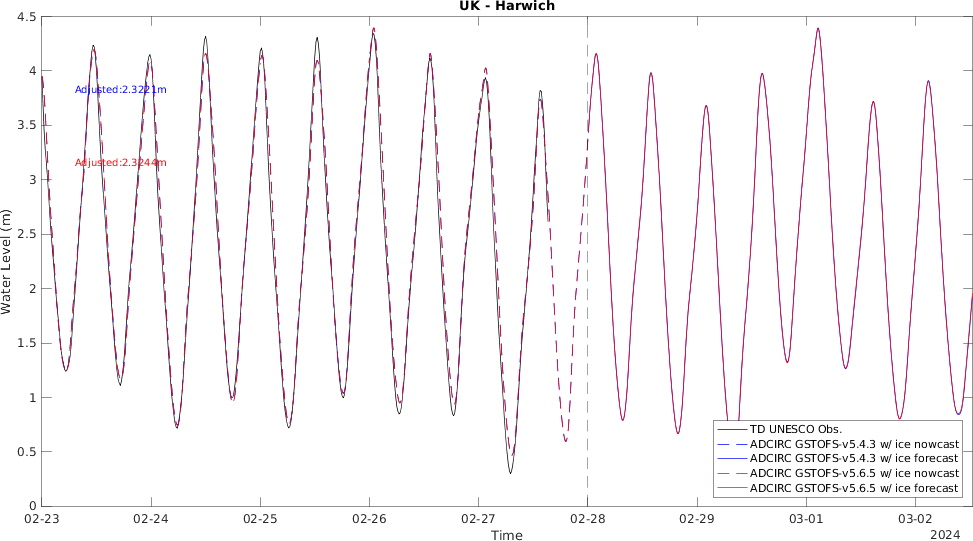 UK - Harwich
4.5
4
3.5
3
2.5
2
1.5
1
0.5
0
Water Level (m)
Adjusted:2.3221m
Adjusted:2.3244m
TD UNESCO Obs.
ADCIRC GSTOFS-v5.4.3 w/ ice nowcast
ADCIRC GSTOFS-v5.4.3 w/ ice forecast
ADCIRC GSTOFS-v5.6.5 w/ ice nowcast
ADCIRC GSTOFS-v5.6.5 w/ ice forecast
02-23 02-24 02-25 02-26 02-27 02-28 02-29 03-01 03-02
Time
2024